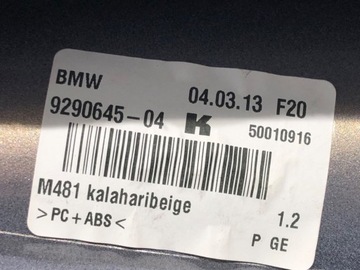 BMW 04.03.13 F20
9290645-04 K 50010916
M481 kalaharibeige 1.2
>PC+ABS< P GE